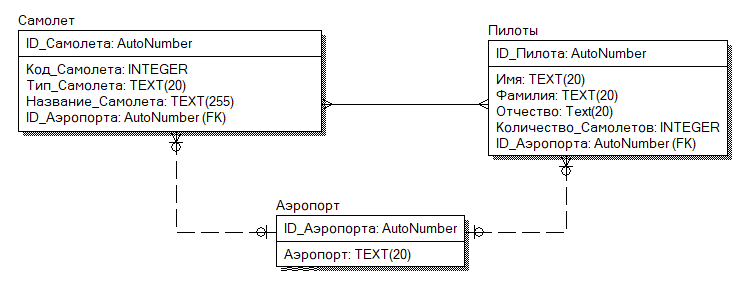 Самолет
ID_Самолета: AutoNumber
Код_Самолета: INTEGER
Тип_Самолета: TEXT(20)
Название_Самолета: TEXT(255)
ID_Аэропорта: AutoNumber (FK)
Пилоты
ID_Пилота: AutoNumber
Имя: TEXT(20)
Фамилия: TEXT(20)
Отчество: Text(20)
Количество_Самолетов: INTEGER
ID_Аэропорта: AutoNumber (FK)
Аэропорт
ID_Аэропорта: AutoNumber
Аэропорт: TEXT(20)